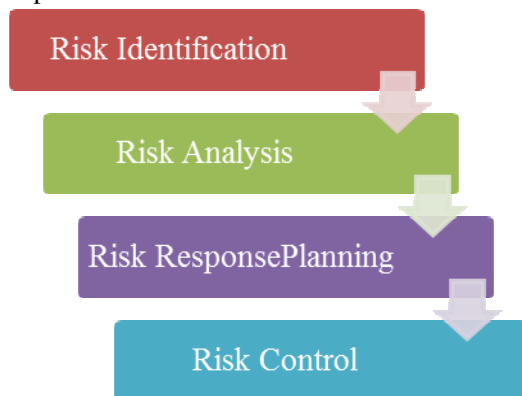 Risk Identification
Risk Analysis
Risk ResponsePlanning
Risk Control